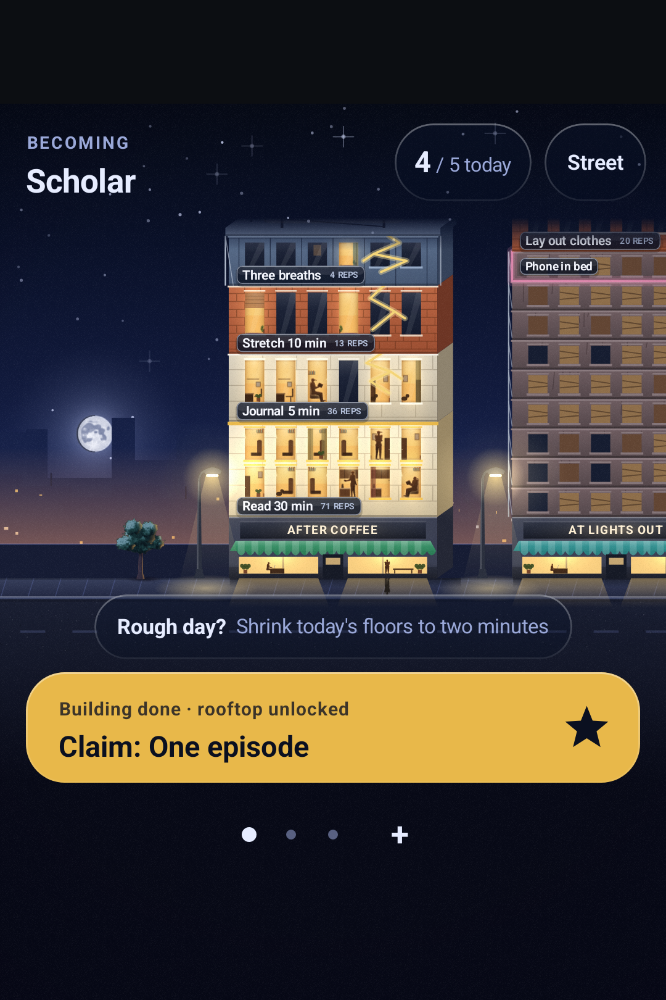 BECOMING
Scholar
4 / 5 today
Street
Three breaths 4 REPS
Stretch 10 min 13 REPS
Journal 5 min 36 REPS
Read 30 min 71 REPS
AFTER COFFEE
Lay out clothes 20 REPS
Phone in bed
AT LIGHTS OUT
Rough day? Shrink today's floors to two minutes
Building done · rooftop unlocked
Claim: One episode
+